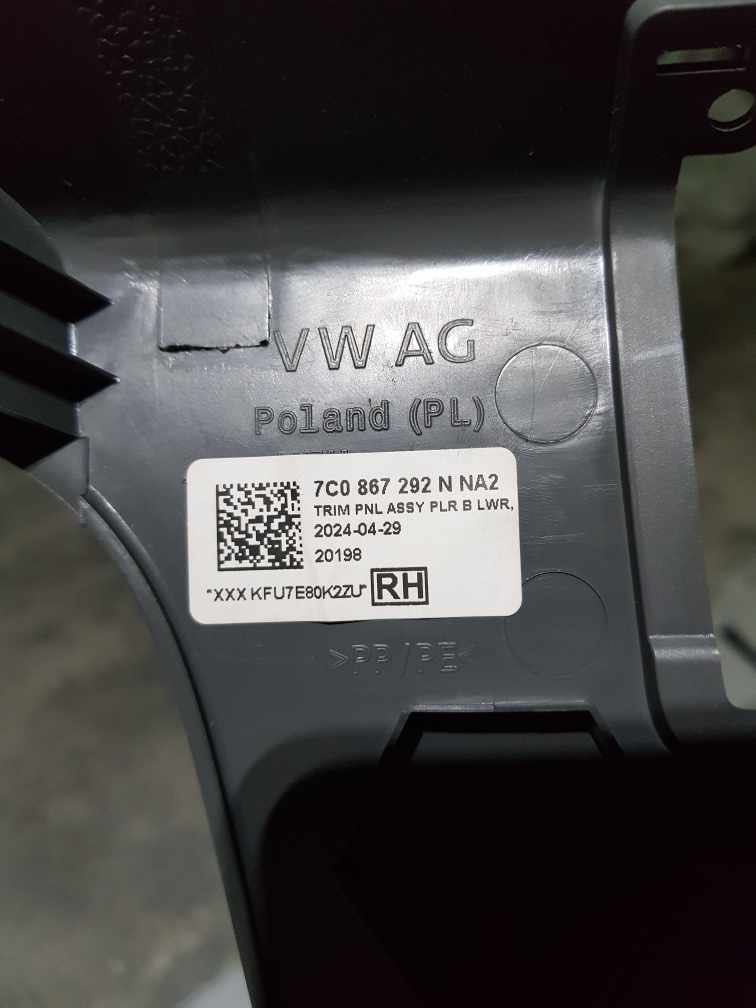 VW AG
Poland (PL)
7C0 867 292 N NA2
TRIM PNL ASSY PLR B LWR,
2024-04-29
20198
*XXX KFU7E80K2ZU*
RH
>PP/PE<